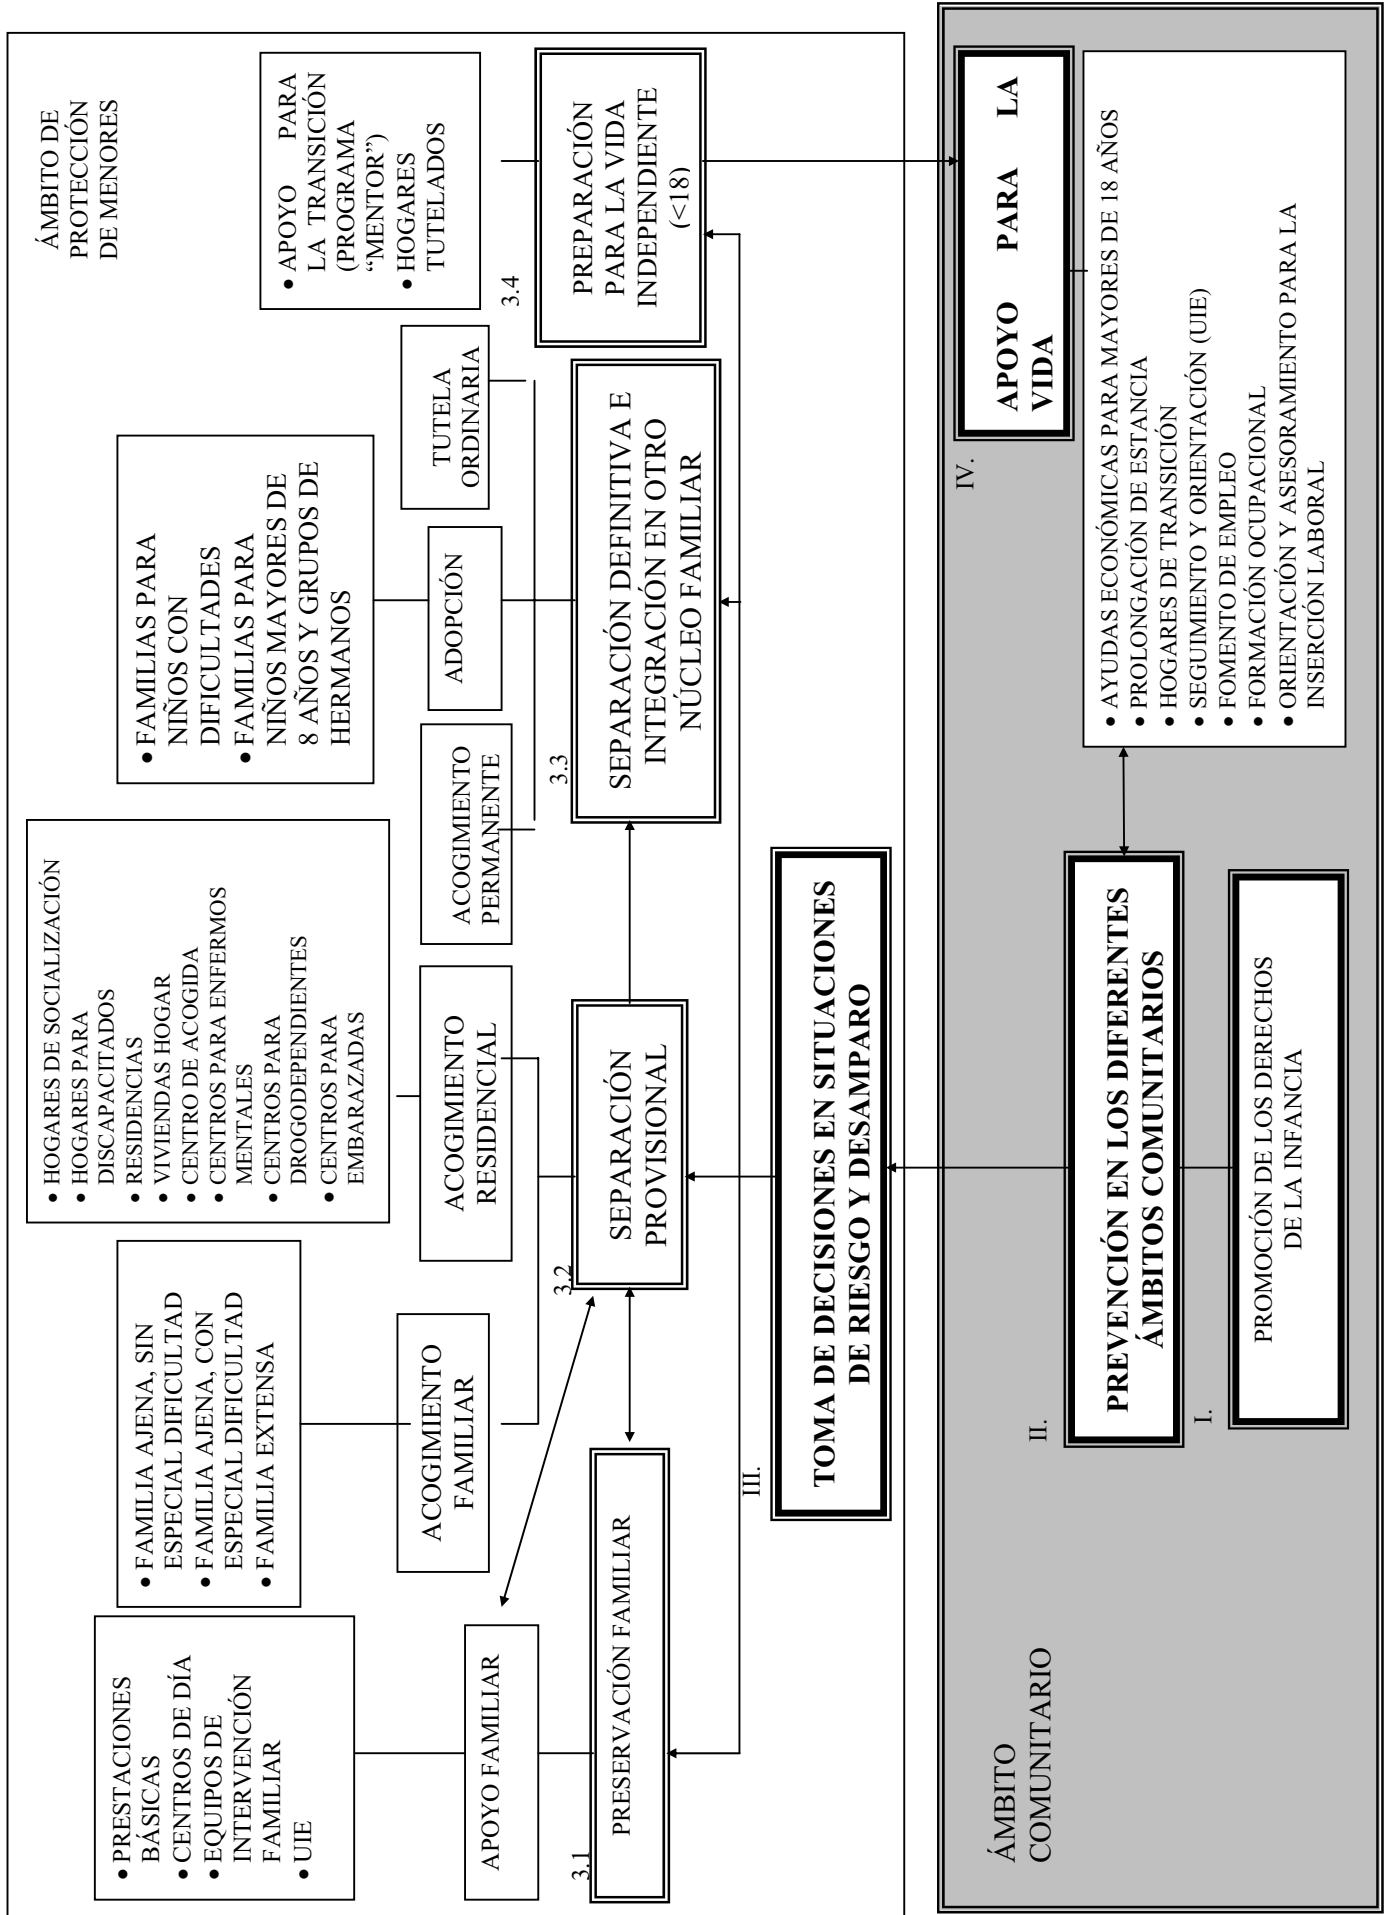 ÁMBITO DE
PROTECCIÓN
DE MENORES
• PRESTACIONES
BÁSICAS
• CENTROS DE DÍA
• EQUIPOS DE
INTERVENCIÓN
FAMILIAR
• UIE
• FAMILIA AJENA, SIN
ESPECIAL DIFICULTAD
• FAMILIA AJENA, CON
ESPECIAL DIFICULTAD
• FAMILIA EXTENSA
• HOGARES DE SOCIALIZACIÓN
• HOGARES PARA
DISCAPACITADOS
• RESIDENCIAS
• VIVIENDAS HOGAR
• CENTRO DE ACOGIDA
• CENTROS PARA ENFERMOS
MENTALES
• CENTROS PARA
DROGODEPENDIENTES
• CENTROS PARA
EMBARAZADAS
• FAMILIAS PARA
NIÑOS CON
DIFICULTADES
• FAMILIAS PARA
NIÑOS MAYORES DE
8 AÑOS Y GRUPOS DE
HERMANOS
• APOYO PARA
LA TRANSICIÓN
(PROGRAMA
“MENTOR”)
• HOGARES
TUTELADOS
APOYO FAMILIAR
ACOGIMIENTO
FAMILIAR
ACOGIMIENTO
RESIDENCIAL
ACOGIMIENTO
PERMANENTE
ADOPCIÓN
TUTELA
ORDINARIA
3.1
PRESERVACIÓN FAMILIAR
3.2
SEPARACIÓN
PROVISIONAL
3.3
SEPARACIÓN DEFINITIVA E
INTEGRACIÓN EN OTRO
NÚCLEO FAMILIAR
3.4
PREPARACIÓN
PARA LA VIDA
INDEPENDIENTE
(<18)
III.
TOMA DE DECISIONES EN SITUACIONES
DE RIESGO Y DESAMPARO
ÁMBITO
COMUNITARIO
IV.
APOYO PARA LA
VIDA
• AYUDAS ECONÓMICAS PARA MAYORES DE 18 AÑOS
• PROLONGACIÓN DE ESTANCIA
• HOGARES DE TRANSICIÓN
• SEGUIMIENTO Y ORIENTACIÓN (UIE)
• FOMENTO DE EMPLEO
• FORMACIÓN OCUPACIONAL
• ORIENTACIÓN Y ASESORAMIENTO PARA LA
INSERCIÓN LABORAL
II.
PREVENCIÓN EN LOS DIFERENTES
ÁMBITOS COMUNITARIOS
I.
PROMOCIÓN DE LOS DERECHOS
DE LA INFANCIA